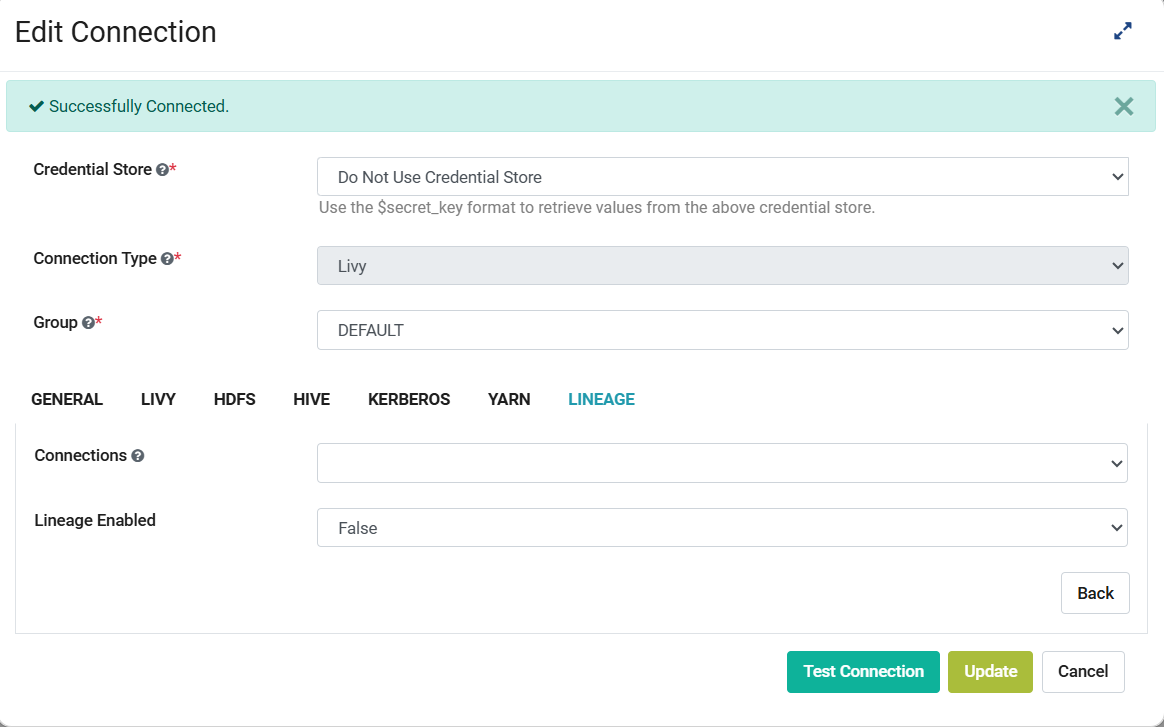 Edit Connection
Successfully Connected.
Credential Store *
Do Not Use Credential Store
Use the $secret_key format to retrieve values from the above credential store.
Connection Type *
Livy
Group *
DEFAULT
GENERAL LIVY HDFS HIVE KERBEROS YARN LINEAGE
Connections
Lineage Enabled
False
Back
Test Connection Update Cancel